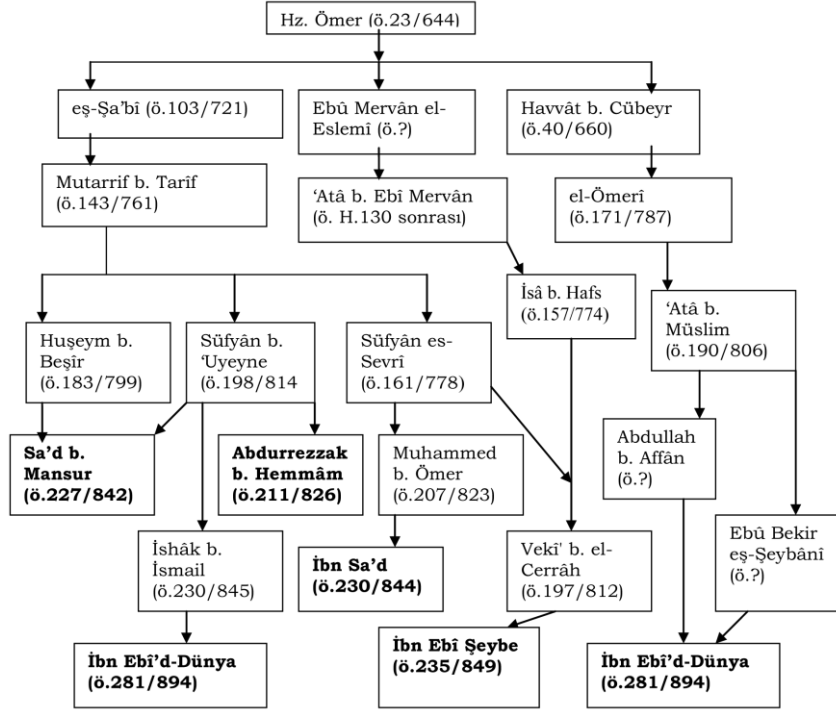 Hz. Ömer (ö.23/644)
eş-Şa’bî (ö.103/721)
Ebû Mervân el-
Eslemî (ö.?)
Havvât b. Cübeyr
(ö.40/660)
Mutarrif b. Tarîf
(ö.143/761)
‘Atâ b. Ebî Mervân
(ö. H.130 sonrası)
el-Ömerî
(ö.171/787)
Huşeym b.
Beşîr
(ö.183/799)
Süfyân b.
‘Uyeyne
(ö.198/814
Süfyân es-
Sevrî
(ö.161/778)
İsâ b. Hafs
(ö.157/774)
‘Atâ b.
Müslim
(ö.190/806)
Sa’d b.
Mansur
(ö.227/842)
Abdurrezzak
b. Hemmâm
(ö.211/826)
Muhammed
b. Ömer
(ö.207/823)
Abdullah
b. Affân
(ö.?)
İshâk b.
İsmail
(ö.230/845)
İbn Sa’d
(ö.230/844)
Vekî' b. el-
Cerrâh
(ö.197/812)
Ebû Bekir
eş-Şeybânî
(ö.?)
İbn Ebî’d-Dünya
(ö.281/894)
İbn Ebî Şeybe
(ö.235/849)
İbn Ebî’d-Dünya
(ö.281/894)